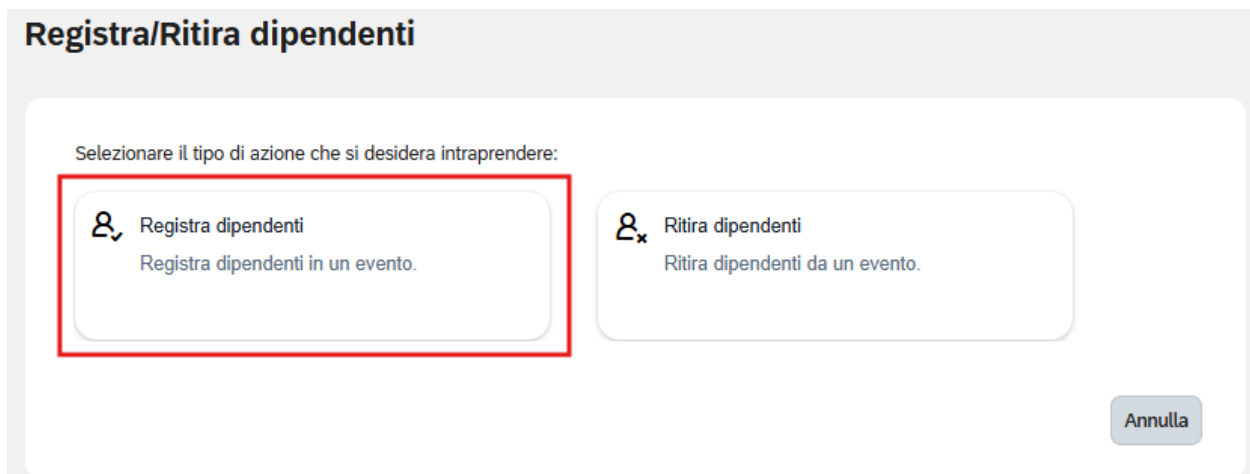 Registra/Ritira dipendenti
Selezionare il tipo di azione che si desidera intraprendere:
Registra dipendenti
Registra dipendenti in un evento.
Ritira dipendenti
Ritira dipendenti da un evento.
Annulla